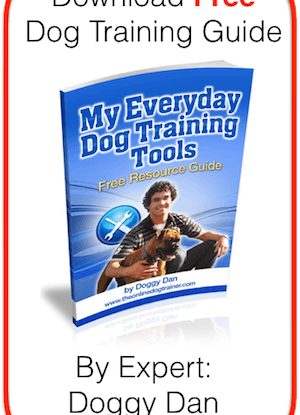 Download Free
Dog Training Guide
My Everyday
Dog Training
Tools
Free Resource Guide
by Doggy Dan
www.theonlinedogtrainer.com
By Expert:
Doggy Dan